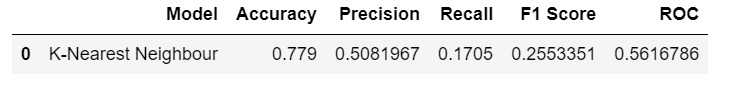 Model Accuracy Precision Recall F1 Score ROC
0 K-Nearest Neighbour 0.779 0.5081967 0.1705 0.2553351 0.5616786